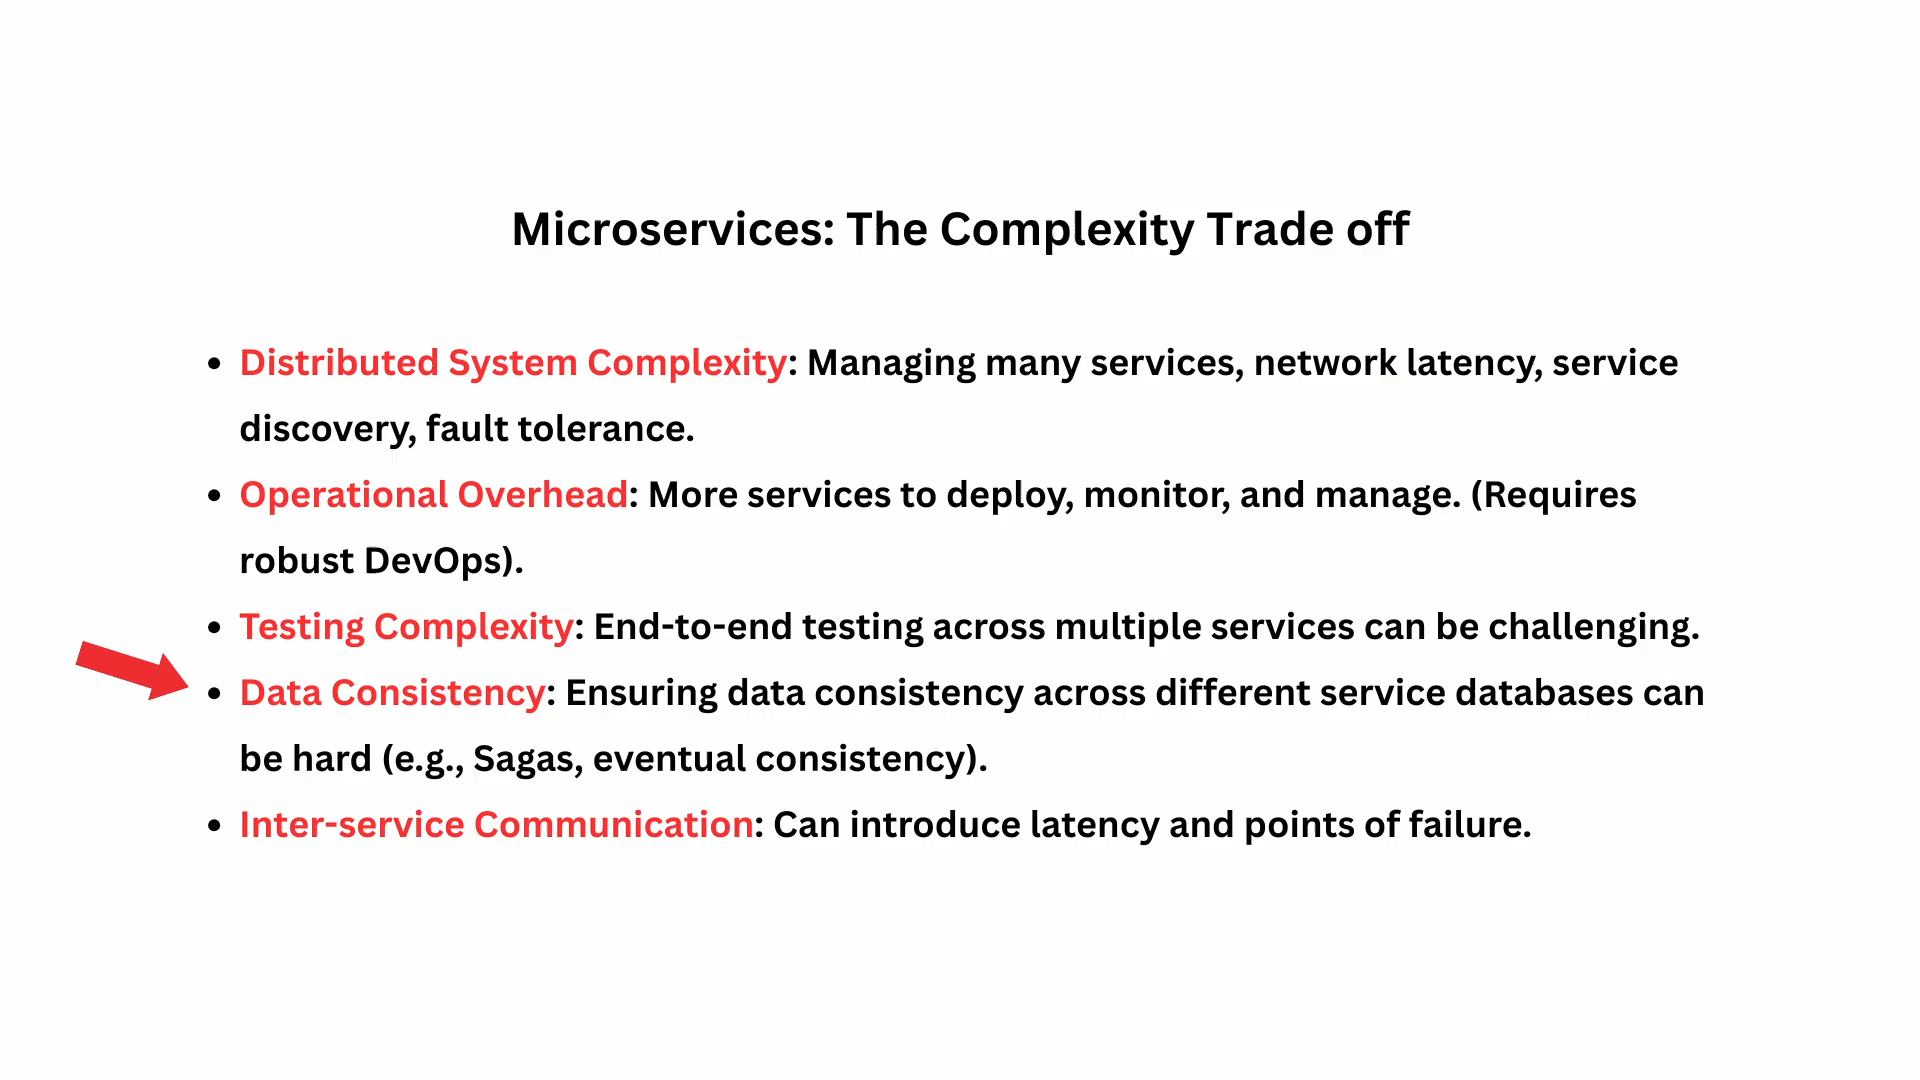 Microservices: The Complexity Trade off
• Distributed System Complexity: Managing many services, network latency, service
discovery, fault tolerance.
• Operational Overhead: More services to deploy, monitor, and manage. (Requires
robust DevOps).
• Testing Complexity: End-to-end testing across multiple services can be challenging.
• Data Consistency: Ensuring data consistency across different service databases can
be hard (e.g., Sagas, eventual consistency).
• Inter-service Communication: Can introduce latency and points of failure.